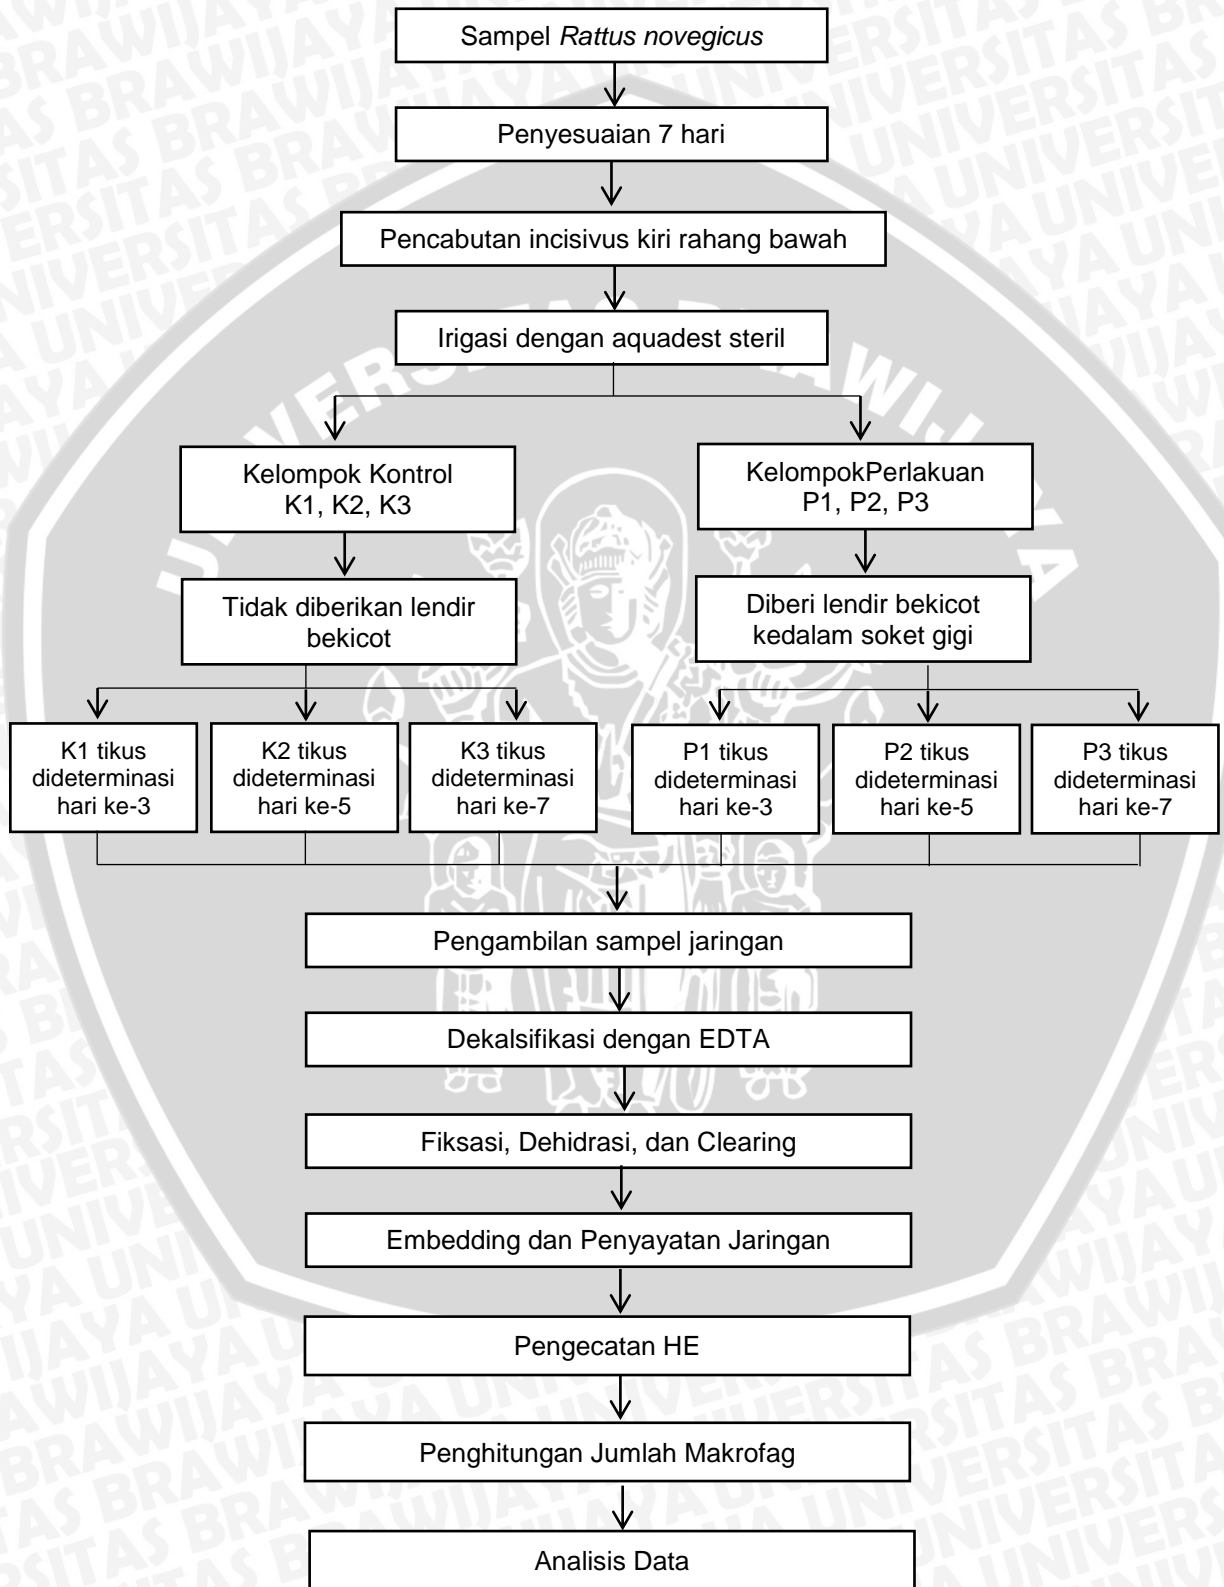 Sampel Rattus novegicus
Penyesuaian 7 hari
Pencabutan incisivus kiri rahang bawah
Irigasi dengan aquadest steril
Kelompok Kontrol
K1, K2, K3
KelompokPerlakuan
P1, P2, P3
Tidak diberikan lendir
bekicot
Diberi lendir bekicot
kedalam soket gigi
K1 tikus
dideterminasi
hari ke-3
K2 tikus
dideterminasi
hari ke-5
K3 tikus
dideterminasi
hari ke-7
P1 tikus
dideterminasi
hari ke-3
P2 tikus
dideterminasi
hari ke-5
P3 tikus
dideterminasi
hari ke-7
Pengambilan sampel jaringan
Dekalsifikasi dengan EDTA
Fiksasi, Dehidrasi, dan Clearing
Embedding dan Penyayatan Jaringan
Pengecatan HE
Penghitungan Jumlah Makrofag
Analisis Data